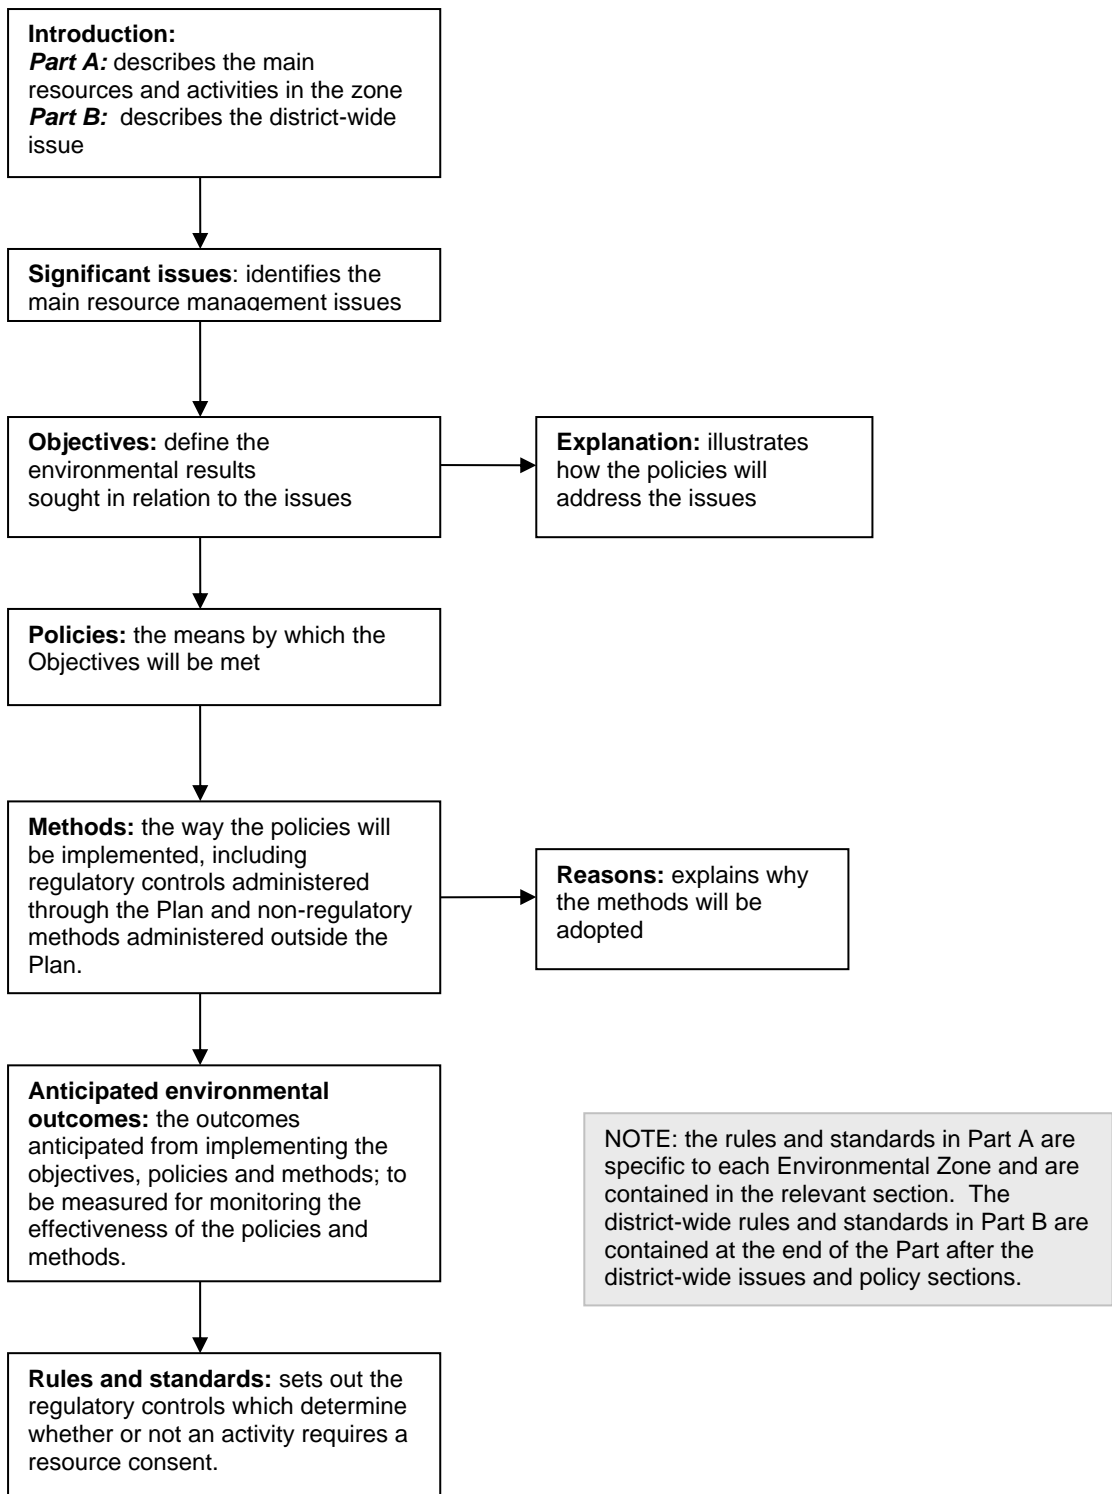 Introduction:
Part A: describes the main
resources and activities in the zone
Part B: describes the district-wide
issue
Significant issues: identifies the
main resource management issues
Objectives: define the
environmental results
sought in relation to the issues
Explanation: illustrates
how the policies will
address the issues
Policies: the means by which the
Objectives will be met
Methods: the way the policies will
be implemented, including
regulatory controls administered
through the Plan and non-regulatory
methods administered outside the
Plan.
Reasons: explains why
the methods will be
adopted
Anticipated environmental
outcomes: the outcomes
anticipated from implementing the
objectives, policies and methods; to
be measured for monitoring the
effectiveness of the policies and
methods.
NOTE: the rules and standards in Part A are
specific to each Environmental Zone and are
contained in the relevant section. The
district-wide rules and standards in Part B are
contained at the end of the Part after the
district-wide issues and policy sections.
Rules and standards: sets out the
regulatory controls which determine
whether or not an activity requires a
resource consent.